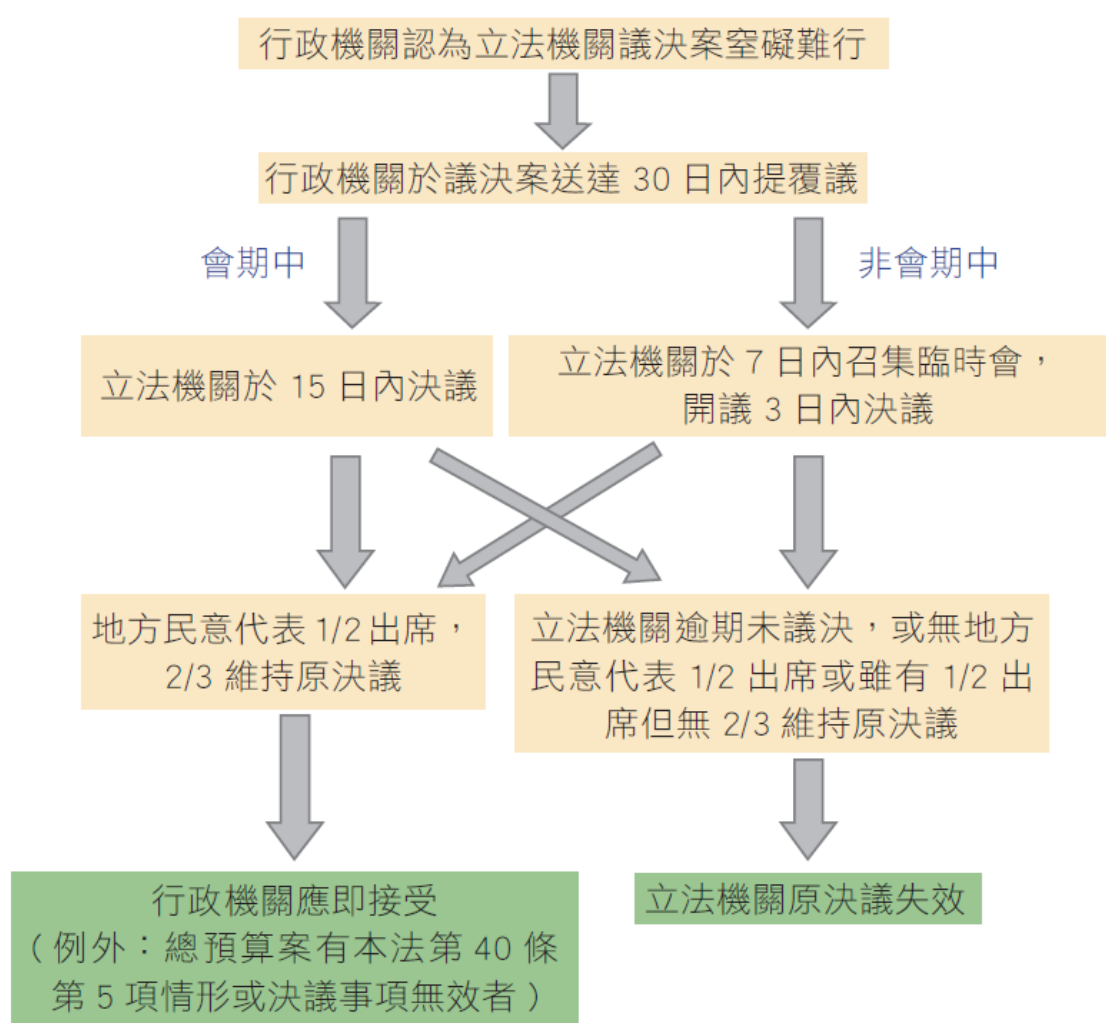 行政機關認為立法機關議決案窒礙難行
行政機關於議決案送達 30 日內提覆議
會期中
非會期中
立法機關於 15 日內決議
立法機關於 7 日內召集臨時會，
開議 3 日內決議
地方民意代表 1/2 出席，
2/3 維持原決議
立法機關逾期未議決，或無地方
民意代表 1/2 出席或雖有 1/2 出
席但無 2/3 維持原決議
行政機關應即接受
（例外：總預算案有本法第 40 條
第 5 項情形或決議事項無效者）
立法機關原決議失效